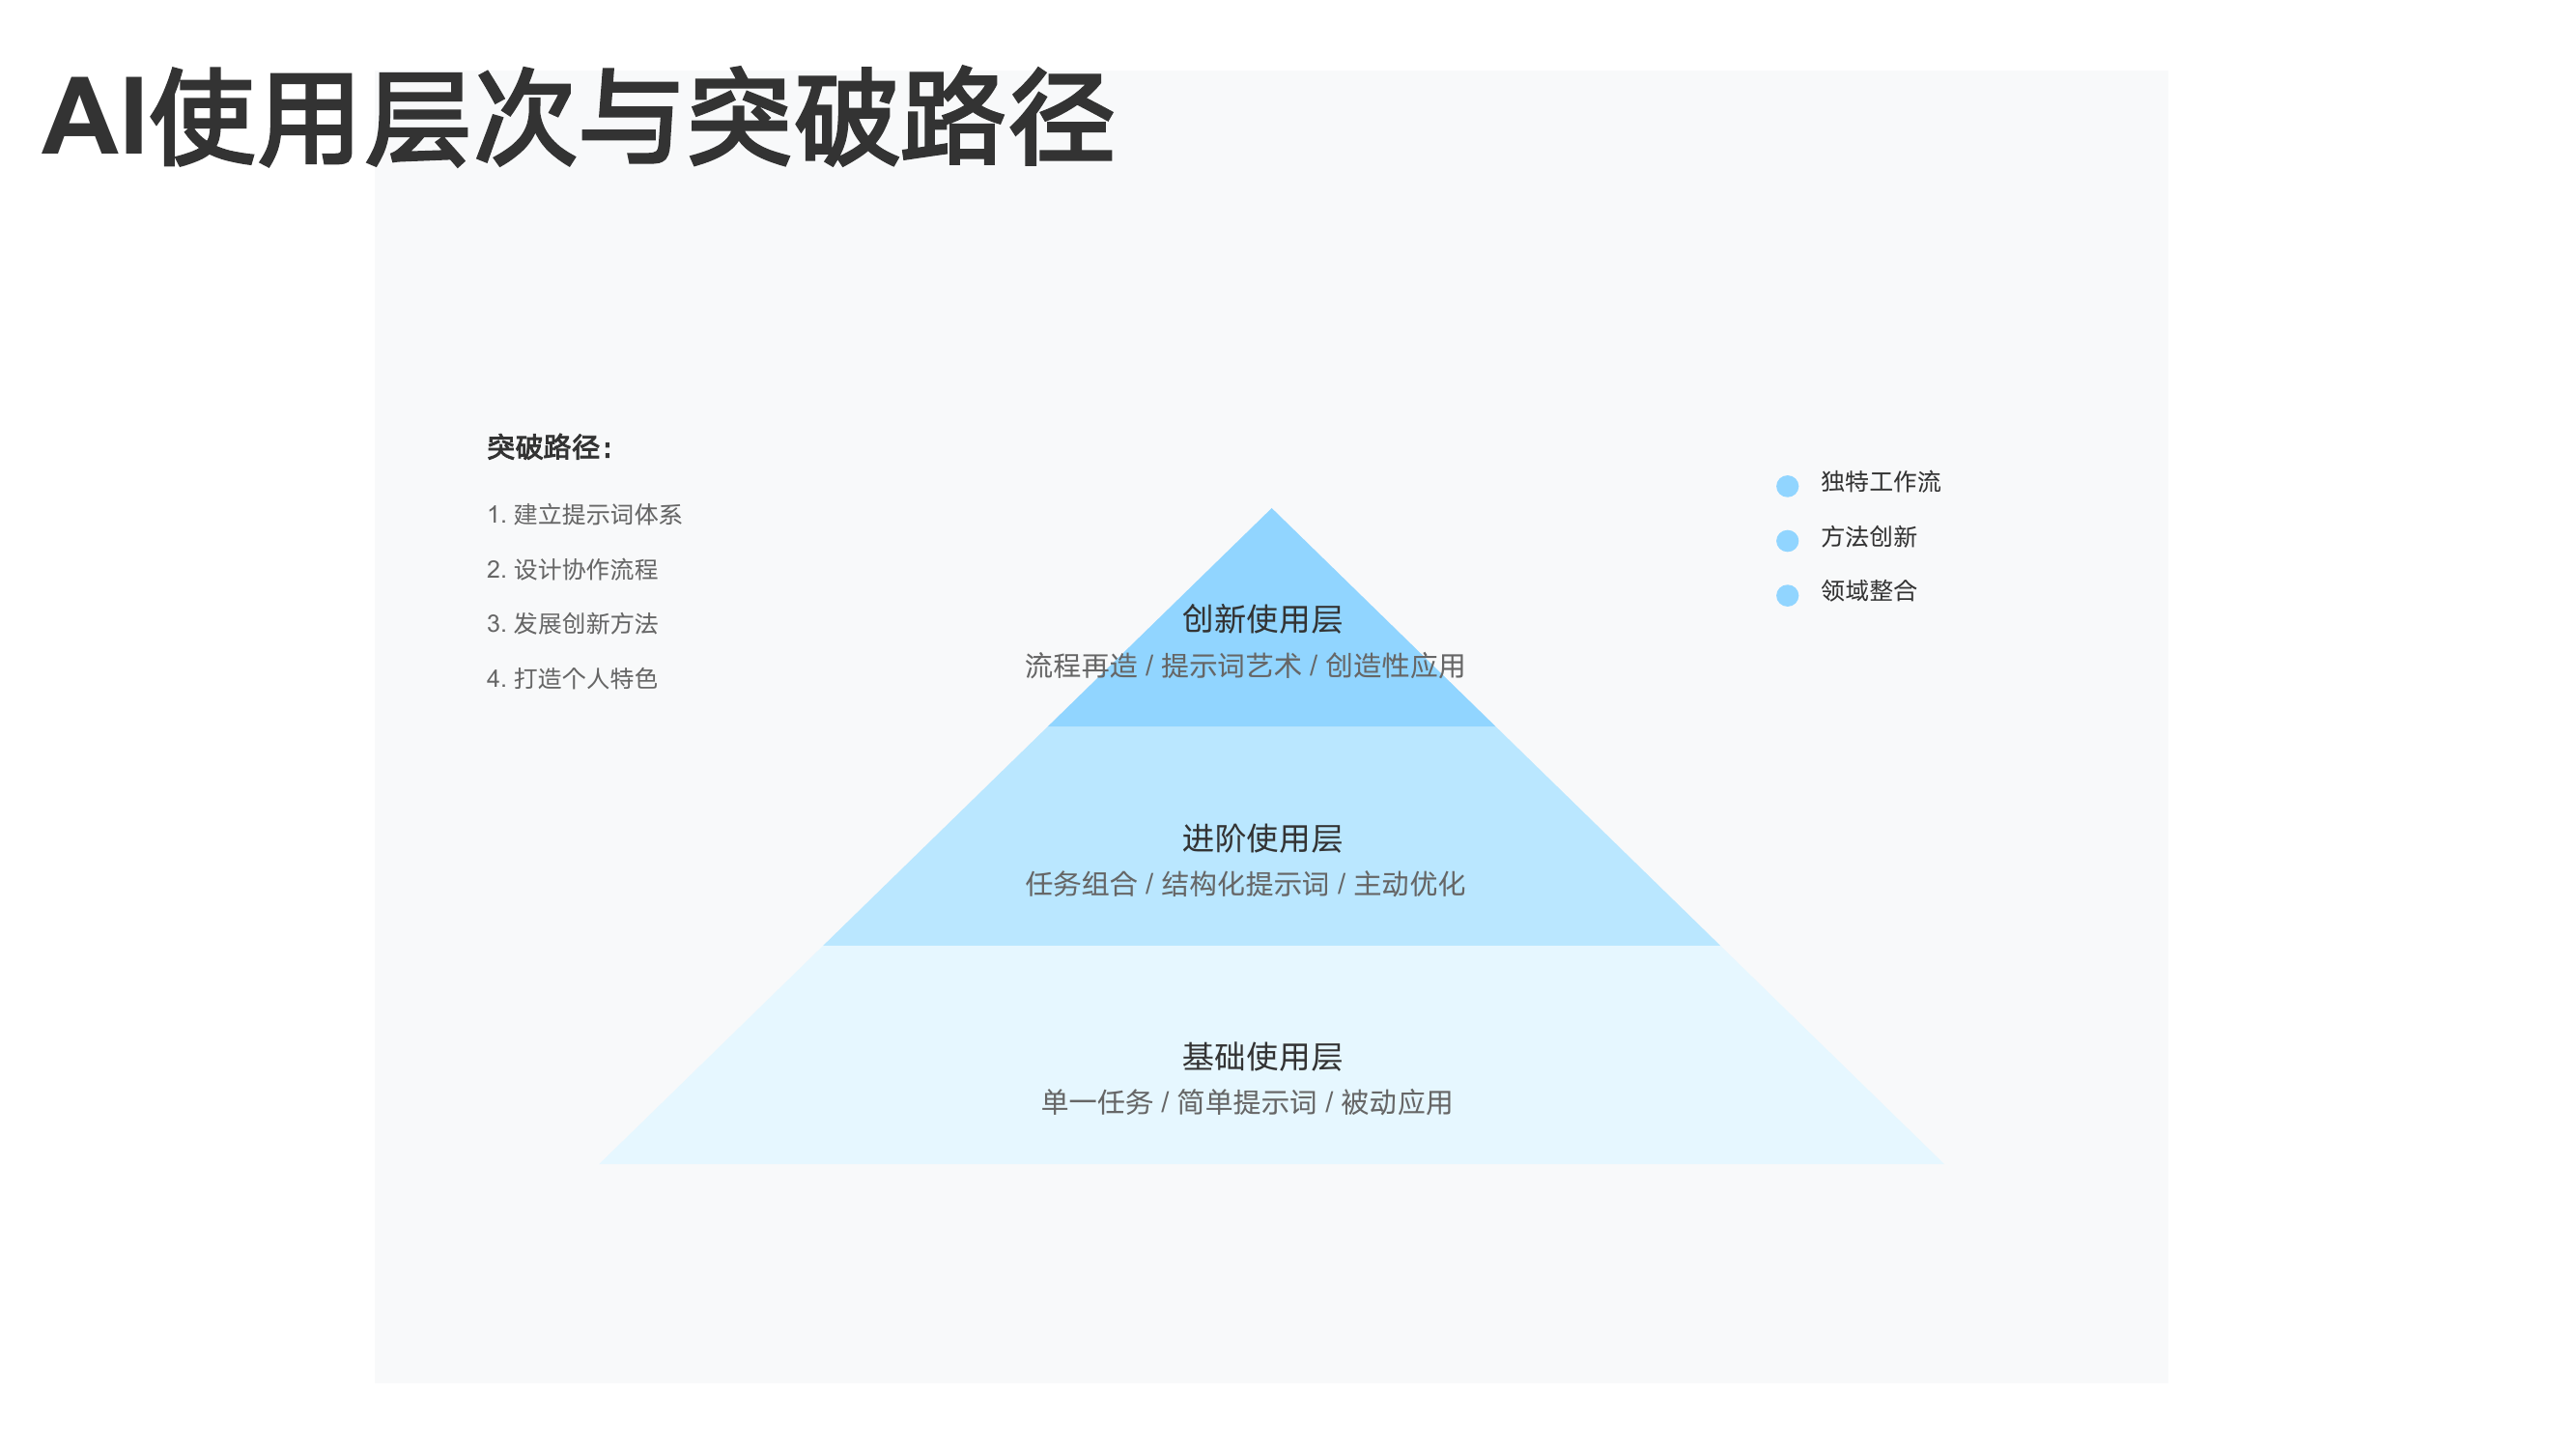 AI使用层次与突破路径
突破路径：
1. 建立提示词体系
2. 设计协作流程
3. 发展创新方法
4. 打造个人特色
独特工作流
方法创新
领域整合
创新使用层
流程再造 / 提示词艺术 / 创造性应用
进阶使用层
任务组合 / 结构化提示词 / 主动优化
基础使用层
单一任务 / 简单提示词 / 被动应用